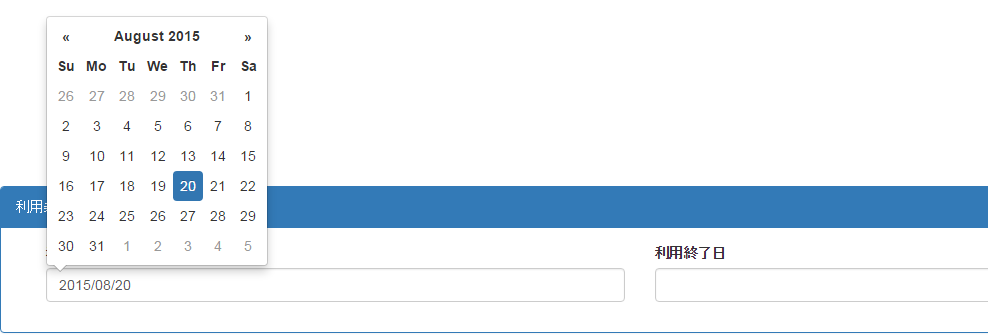 « August 2015 »
Su Mo Tu We Th Fr Sa
26 27 28 29 30 31 1
2 3 4 5 6 7 8
9 10 11 12 13 14 15
16 17 18 19 20 21 22
23 24 25 26 27 28 29
30 31 1 2 3 4 5
利用
利用終了日
2015/08/20